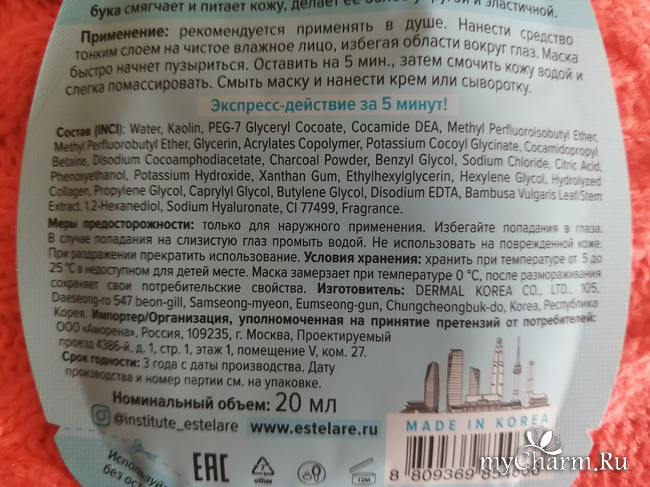 бука смягчает и питает кожу, делает её более упругой и эластичной.
Применение: рекомендуется применять в душе. Нанести средство
тонким слоем на чистое влажное лицо, избегая области вокруг глаз. Маска
быстро начнет пузыриться. Оставить на 5 мин., затем смочить кожу водой и
слегка помассировать. Смыть маску и нанести крем или сыворотку.
Экспресс-действие за 5 минут!
Состав (INCI): Water, Kaolin, PEG-7 Glyceryl Cocoate, Cocamide DEA, Methyl Perfluoroisobutyl Ether,
Methyl Perfluorobutyl Ether, Glycerin, Acrylates Copolymer, Potassium Cocoyl Glycinate, Cocamidopropyl
Betaine, Disodium Cocoamphodiacetate, Charcoal Powder, Benzyl Glycol, Sodium Chloride, Citric Acid,
Phenoxyethanol, Potassium Hydroxide, Xanthan Gum, Ethylhexylglycerin, Hexylene Glycol, Hydrolyzed
Collagen, Propylene Glycol, Caprylyl Glycol, Butylene Glycol, Disodium EDTA, Bambusa Vulgaris Leaf/Stem
Extract, 1,2-Hexanediol, Sodium Hyaluronate, CI 77499, Fragrance.
Меры предосторожности: только для наружного применения. Избегайте попадания в глаза.
В случае попадания на слизистую глаз промыть водой. Не использовать на поврежденной коже.
При раздражении прекратить использование. Условия хранения: хранить при температуре от 5 до
25 °С в недоступном для детей месте. Маска замерзает при температуре 0 °С, после размораживания
сохраняет свои потребительские свойства. Изготовитель: DERMAL KOREA CO., LTD., 105,
Daeseong-ro 547 beon-gill, Samseong-myeon, Eumseong-gun, Chungcheongbuk-do, Korea, Республика
Корея. Импортер/Организация, уполномоченная на принятие претензий от потребителей:
ООО «Аморена», Россия, 109235, г. Москва, Проектируемый
проезд 4386-й, д. 1, стр. 1, этаж 1, помещение V, ком. 27.
Срок годности: 3 года с даты производства. Дату
производства и номер партии см. на упаковке.
Номинальный объем: 20 мл
@institute_estelare www.estelare.ru
MADE IN KOREA
EAC
7
other
12M
8 809369
Используй
без ос
myCharm.Ru